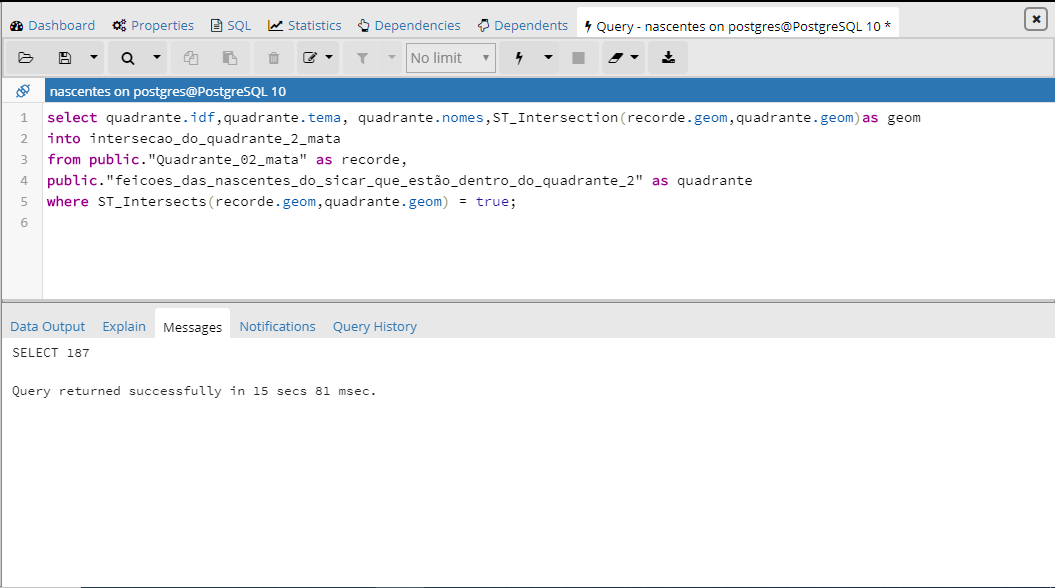 Dashboard Properties SQL Statistics Dependencies Dependents Query - nascentes on postgres@PostgreSQL 10 *
No limit
nascentes on postgres@PostgreSQL 10
1 select quadrante.idf,quadrante.tema, quadrante.nomes,ST_Intersection(recorde.geom,quadrante.geom)as geom
2 into intersecao_do_quadrante_2_mata
3 from public."Quadrante_02_mata" as recorde,
4 public."feicoes_das_nascentes_do_sicar_que_estão_dentro_do_quadrante_2" as quadrante
5 where ST_Intersects(recorde.geom,quadrante.geom) = true;
6
Data Output Explain Messages Notifications Query History
SELECT 187
Query returned successfully in 15 secs 81 msec.